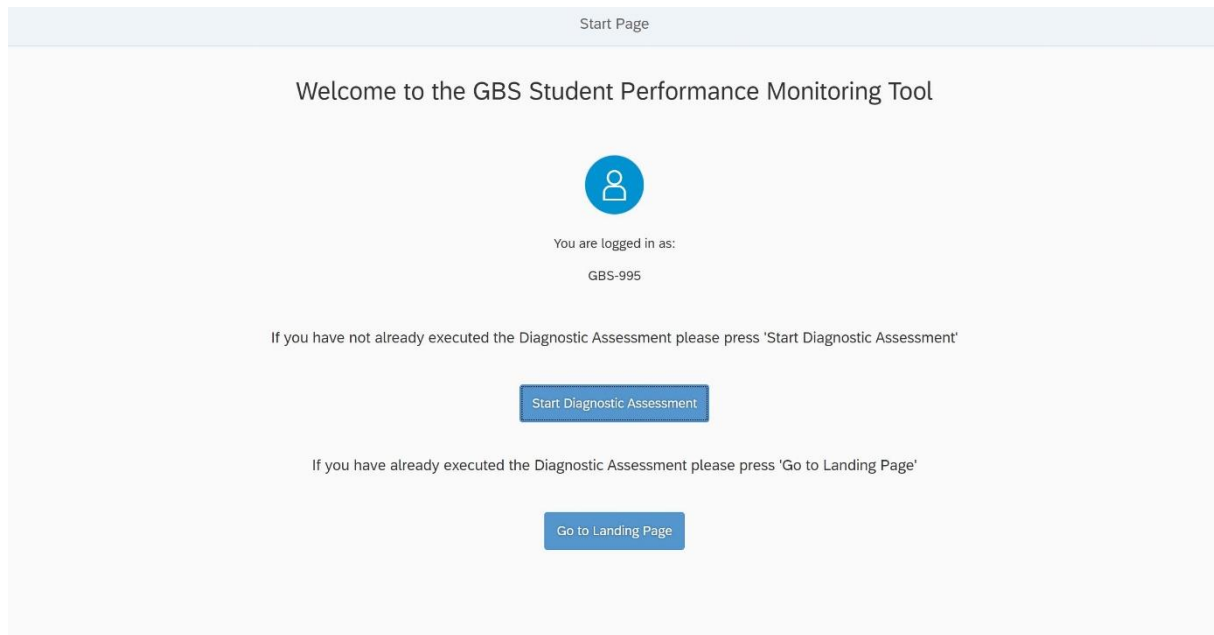 Start Page
Welcome to the GBS Student Performance Monitoring Tool
You are logged in as:
GBS-995
If you have not already executed the Diagnostic Assessment please press 'Start Diagnostic Assessment'
Start Diagnostic Assessment
If you have already executed the Diagnostic Assessment please press 'Go to Landing Page'
Go to Landing Page